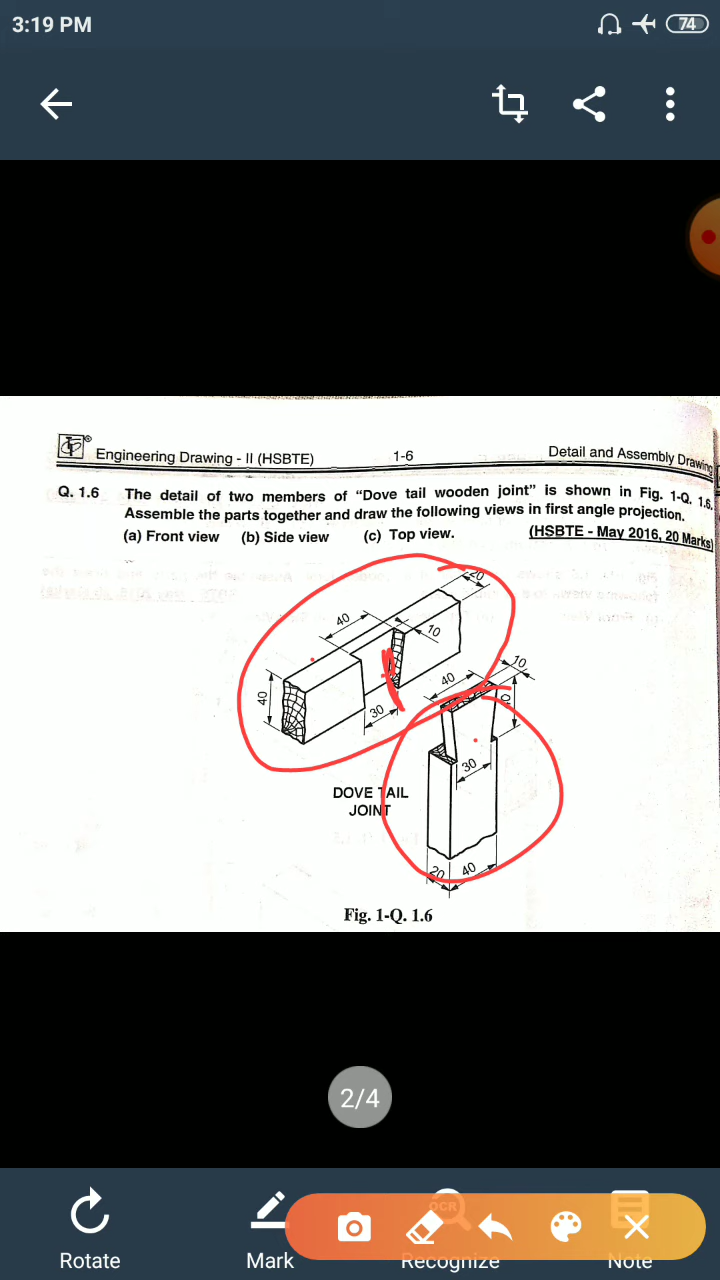 3:19 PM
74
Engineering Drawing - II (HSBTE)
1-6
Detail and Assembly Drawing
Q. 1.6 The detail of two members of “Dove tail wooden joint” is shown in Fig. 1-Q. 1.6.
Assemble the parts together and draw the following views in first angle projection.
(a) Front view (b) Side view (c) Top view. (HSBTE - May 2016, 20 Marks)
20
40
10
40
30
10
40
30
DOVE TAIL
JOINT
20
40
Fig. 1-Q. 1.6
2/4
OCR
Rotate
Mark
Recognize
Note